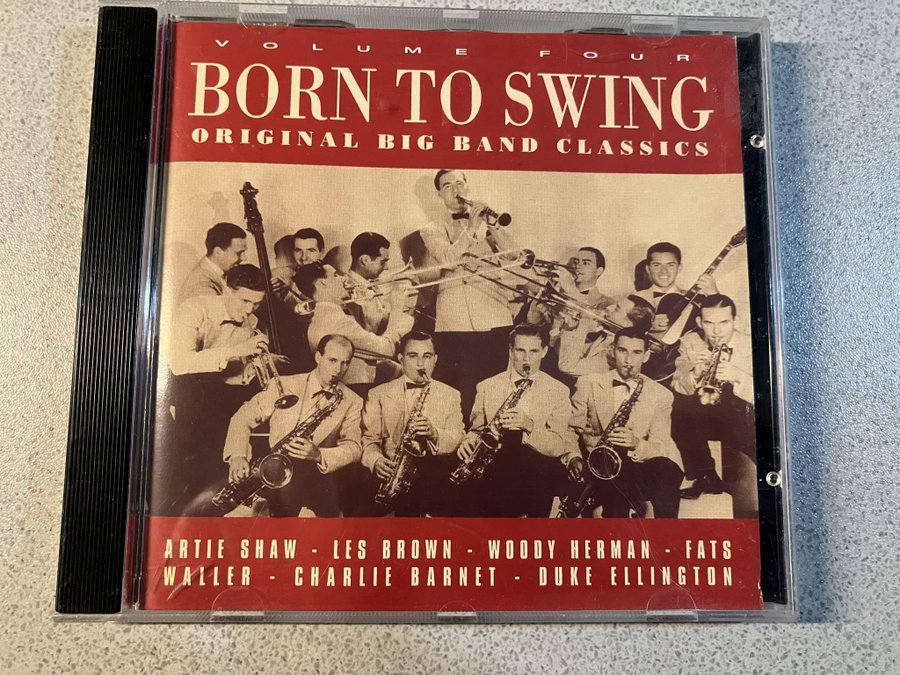 VOLUME FOUR
BORN TO SWING
ORIGINAL BIG BAND CLASSICS
ARTIE SHAW - LES BROWN - WOODY HERMAN - FATS
WALLER - CHARLIE BARNET - DUKE ELLINGTON